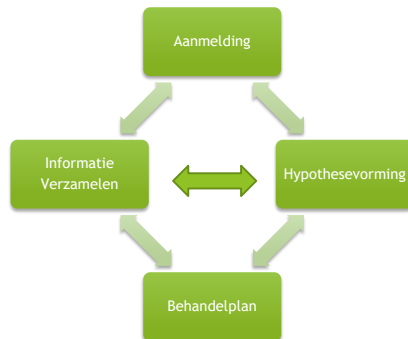 Aanmelding
Informatie
Verzamelen
Hypothesevorming
Behandelplan